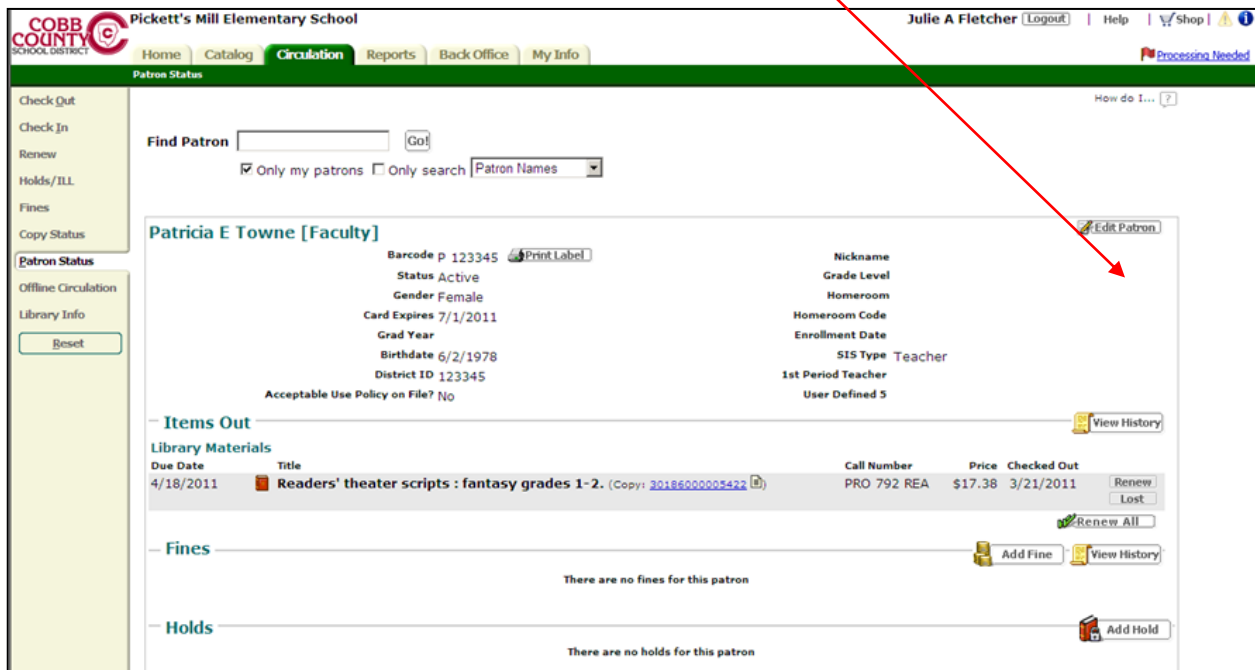 COBB COUNTY SCHOOL DISTRICT
Pickett's Mill Elementary School
Julie A Fletcher Logout | Help | Shop |
Home Catalog Circulation Reports Back Office My Info
Processing Needed
Patron Status
How do I... ?
Check Out
Check In
Renew
Holds/ILL
Fines
Copy Status
Patron Status
Offline Circulation
Library Info
Reset
Find Patron Go!
Only my patrons Only search Patron Names
Patricia E Towne [Faculty] Edit Patron
Barcode P 123345 Print Label Nickname
Status Active Grade Level
Gender Female Homeroom
Card Expires 7/1/2011 Homeroom Code
Grad Year Enrollment Date
Birthdate 6/2/1978 SIS Type Teacher
District ID 123345 1st Period Teacher
Acceptable Use Policy on File? No User Defined 5
Items Out View History
Library Materials
Due Date Title Call Number Price Checked Out
4/18/2011 Readers' theater scripts : fantasy grades 1-2. (Copy: 30186000005422) PRO 792 REA $17.38 3/21/2011 Renew
Lost
Renew All
Fines Add Fine View History
There are no fines for this patron
Holds Add Hold
There are no holds for this patron